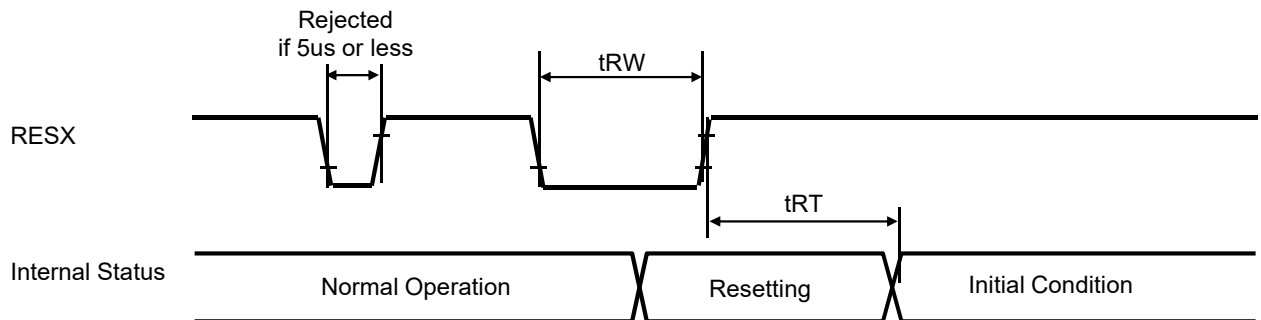 Rejected
if 5us or less
tRW
RESX
tRT
Internal Status
Normal Operation
Resetting
Initial Condition